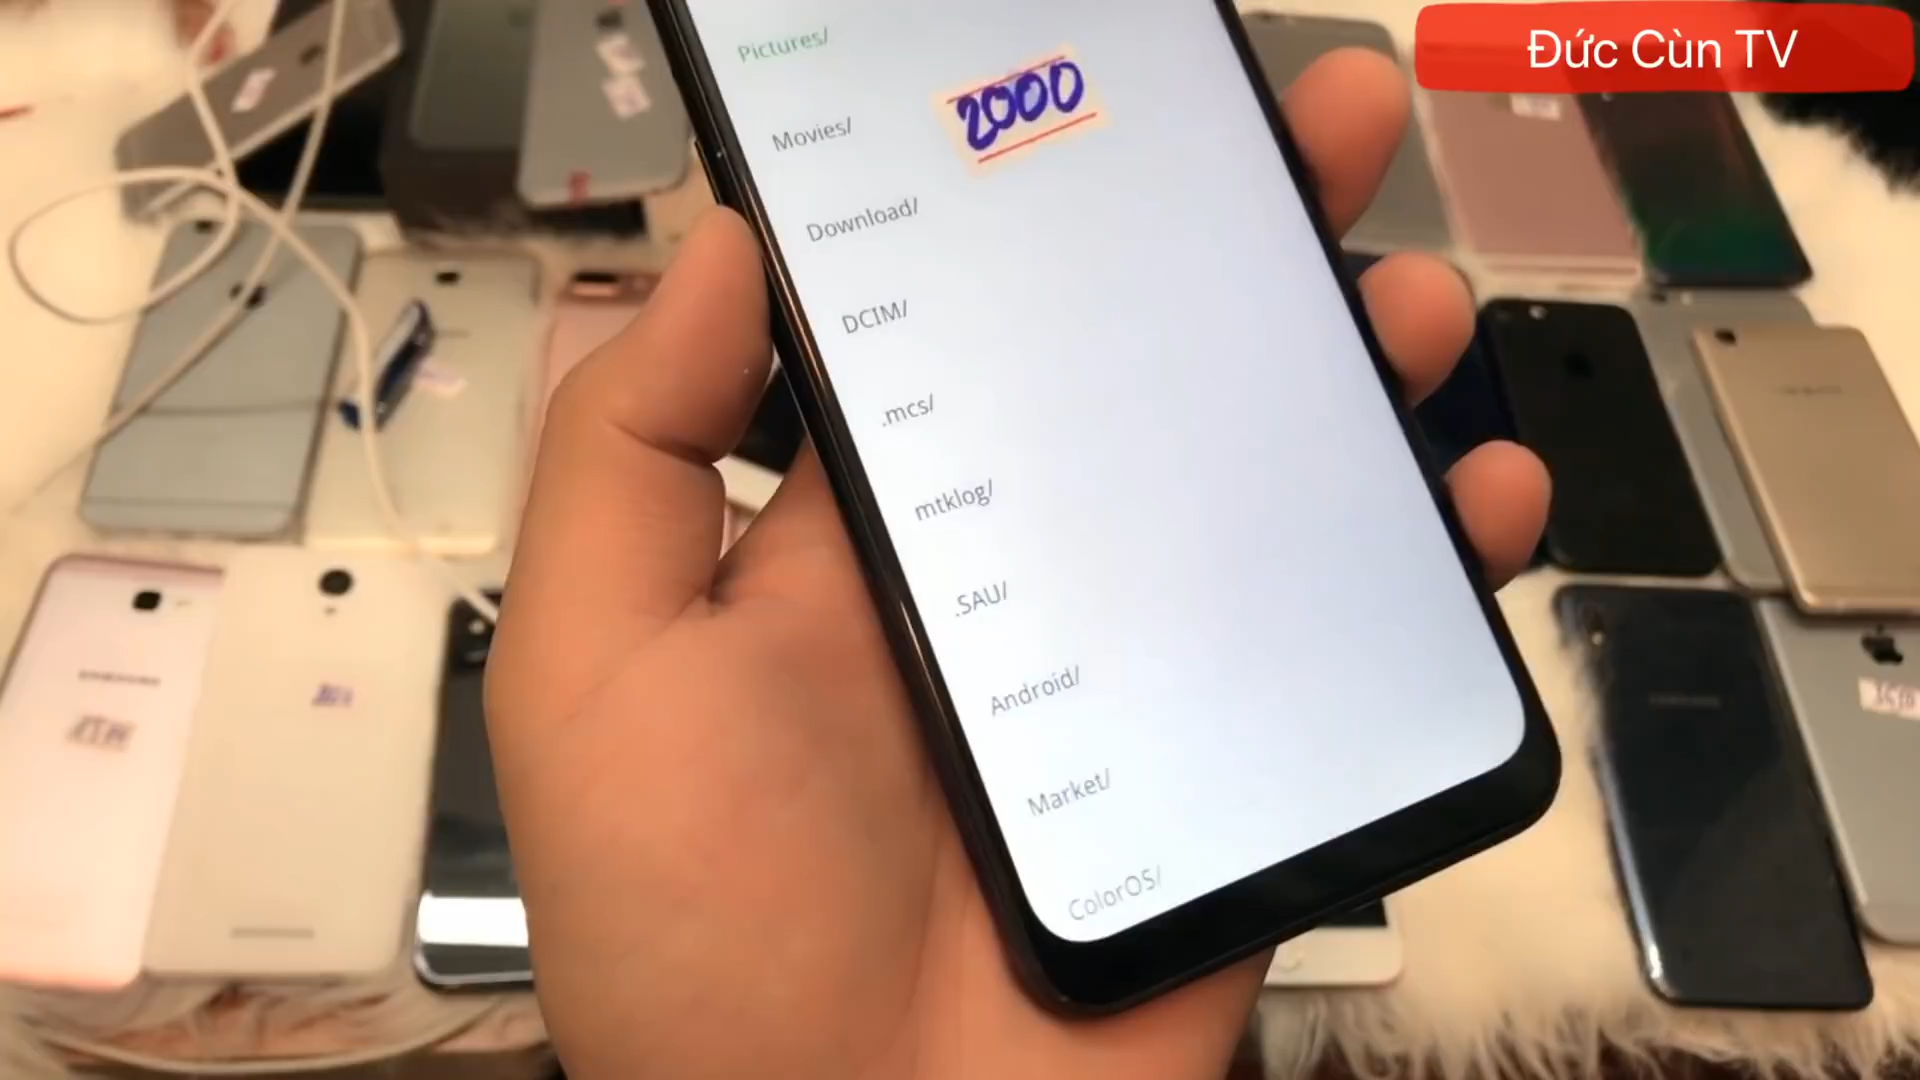 Đức Cùn TV
Pictures/
2000
Movies/
Download/
DCIM/
.mcs/
mtklog/
.SAU/
Android/
Market/
ColorOS/